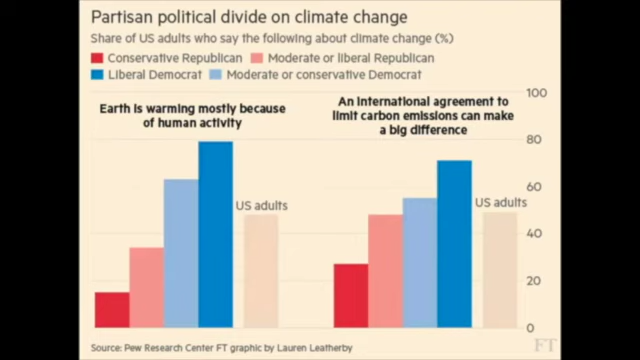 Partisan political divide on climate change
Share of US adults who say the following about climate change (%)
Conservative Republican Moderate or liberal Republican
Liberal Democrat Moderate or conservative Democrat
Earth is warming mostly because
of human activity
An international agreement to
limit carbon emissions can make
a big difference
US adults
US adults
100
80
60
40
20
0
Source: Pew Research Center FT graphic by Lauren Leatherby
FT